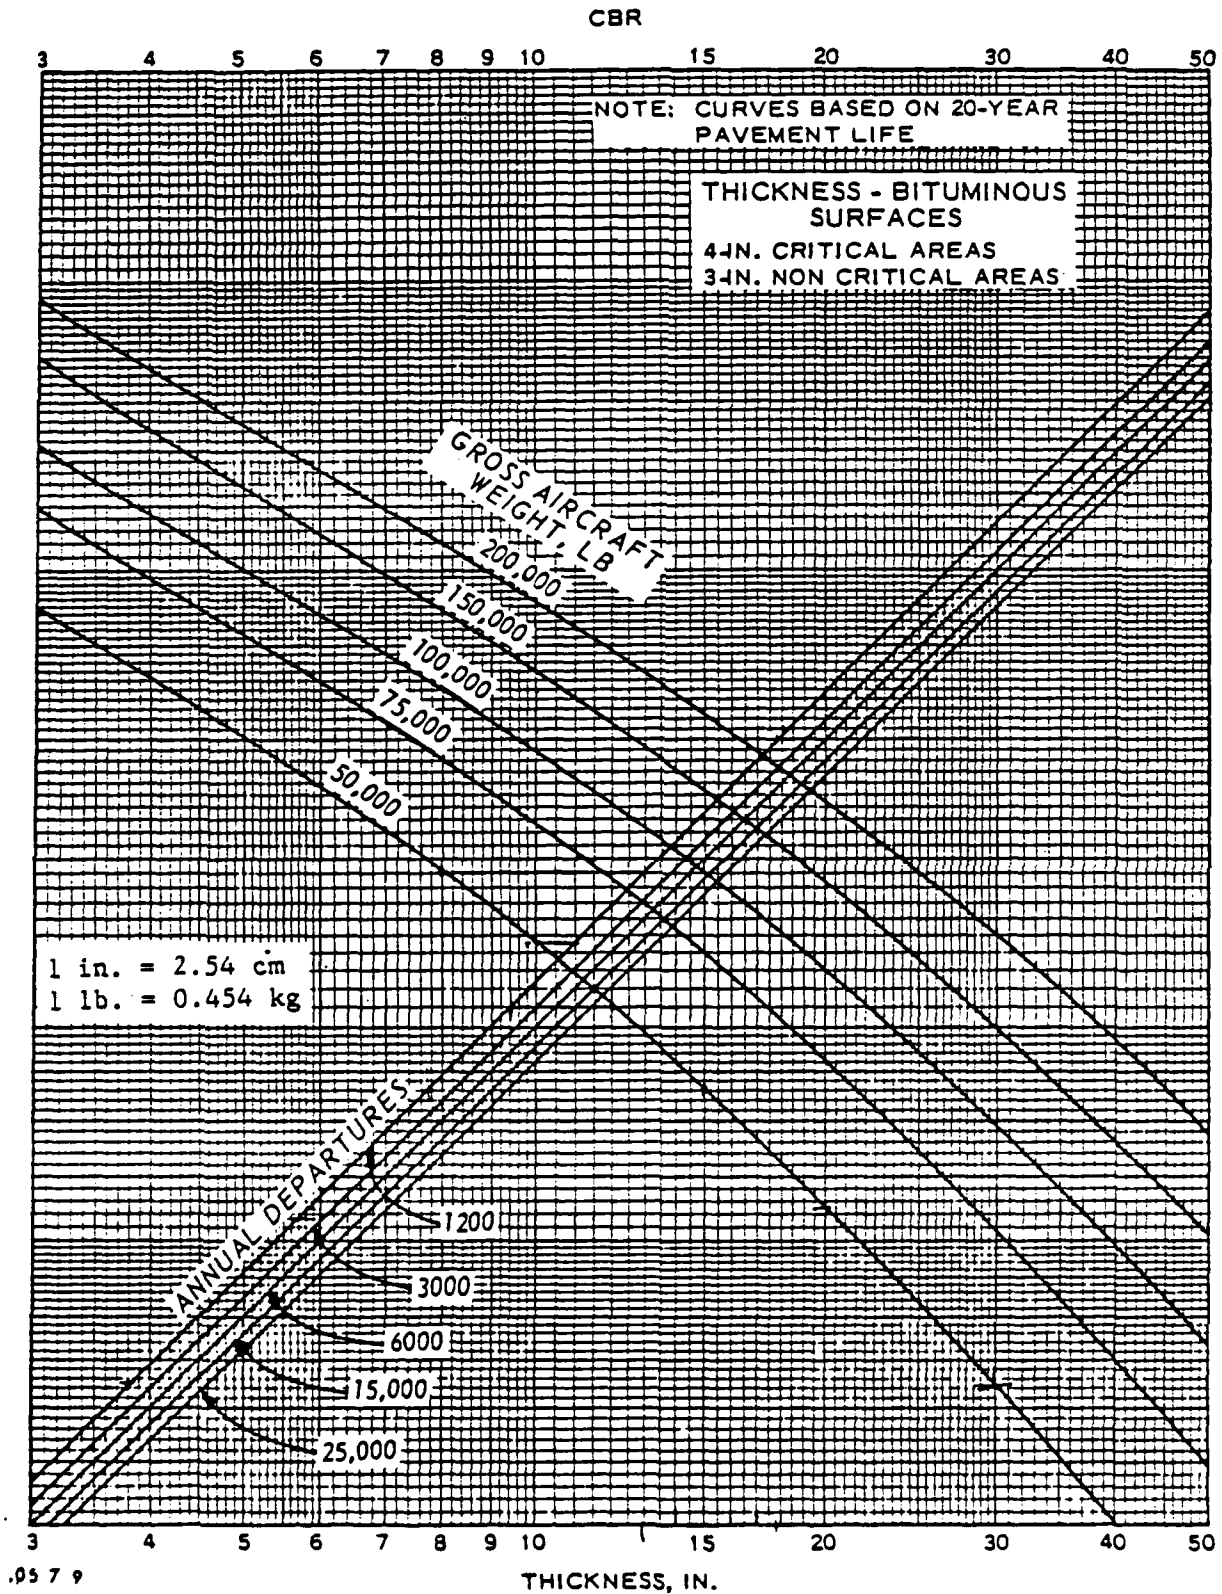 CBR
3 4 5 6 7 8 9 10 15 20 30 40 50
NOTE: CURVES BASED ON 20-YEAR
PAVEMENT LIFE
THICKNESS - BITUMINOUS
SURFACES
4-IN. CRITICAL AREAS
3-IN. NON CRITICAL AREAS
GROSS AIRCRAFT
WEIGHT, LB
200,000
150,000
100,000
75,000
50,000
1 in. = 2.54 cm
1 lb. = 0.454 kg
ANNUAL DEPARTURES
1200
3000
6000
15,000
25,000
3 4 5 6 7 8 9 10 15 20 30 40 50
.0579
THICKNESS, IN.